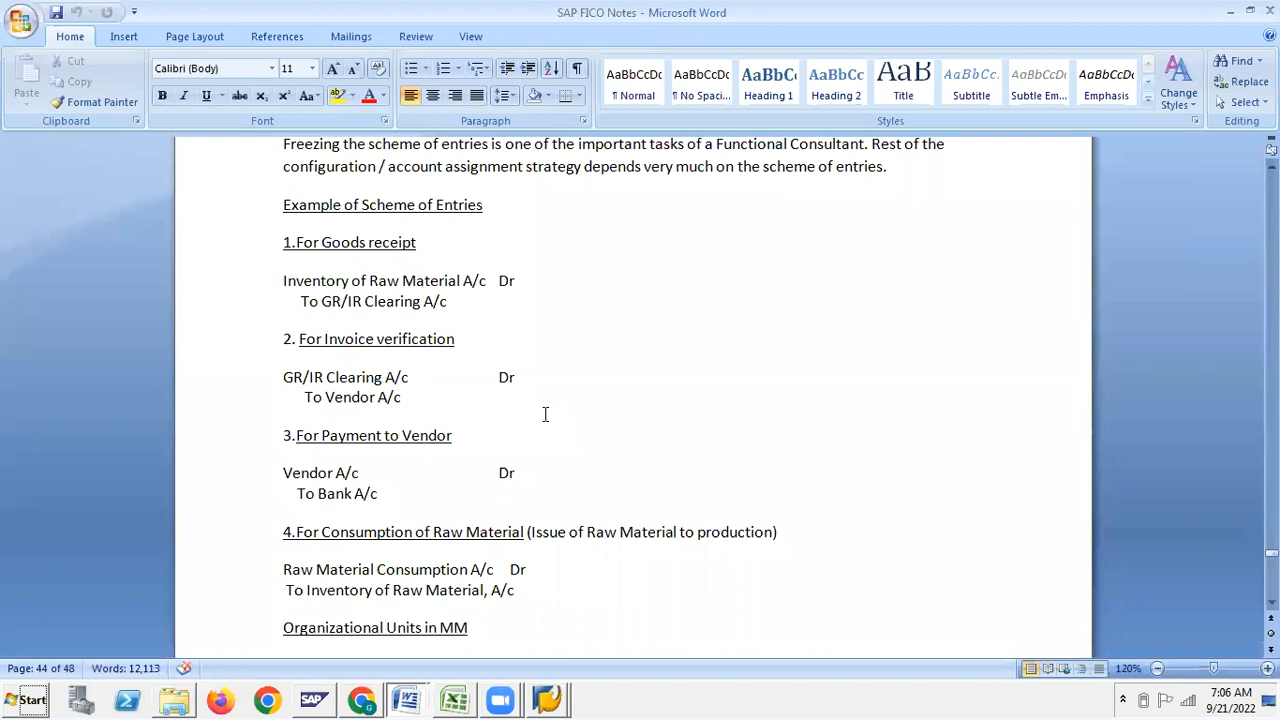 SAP FICO Notes - Microsoft Word
Home Insert Page Layout References Mailings Review View
Paste
Cut
Copy
Format Painter
Clipboard
Calibri (Body) 11
B I U abc X₂ X² Aa
Font
Paragraph
AaBbCcDc AaBbCcDc AaBbC AaBbCc AaB AaBbCc. AaBbCcDc AaBbCcDc
¶ Normal ¶ No Spaci... Heading 1 Heading 2 Title Subtitle Subtle Em... Emphasis
Change Styles
Styles
Find
Replace
Select
Editing
Freezing the scheme of entries is one of the important tasks of a Functional Consultant. Rest of the
configuration / account assignment strategy depends very much on the scheme of entries.
Example of Scheme of Entries
1.For Goods receipt
Inventory of Raw Material A/c Dr
To GR/IR Clearing A/c
2. For Invoice verification
GR/IR Clearing A/c Dr
To Vendor A/c
3.For Payment to Vendor
Vendor A/c Dr
To Bank A/c
4.For Consumption of Raw Material (Issue of Raw Material to production)
Raw Material Consumption A/c Dr
To Inventory of Raw Material, A/c
Organizational Units in MM
Page: 44 of 48 Words: 12,113 120%
Start SAP 7:06 AM
9/21/2022